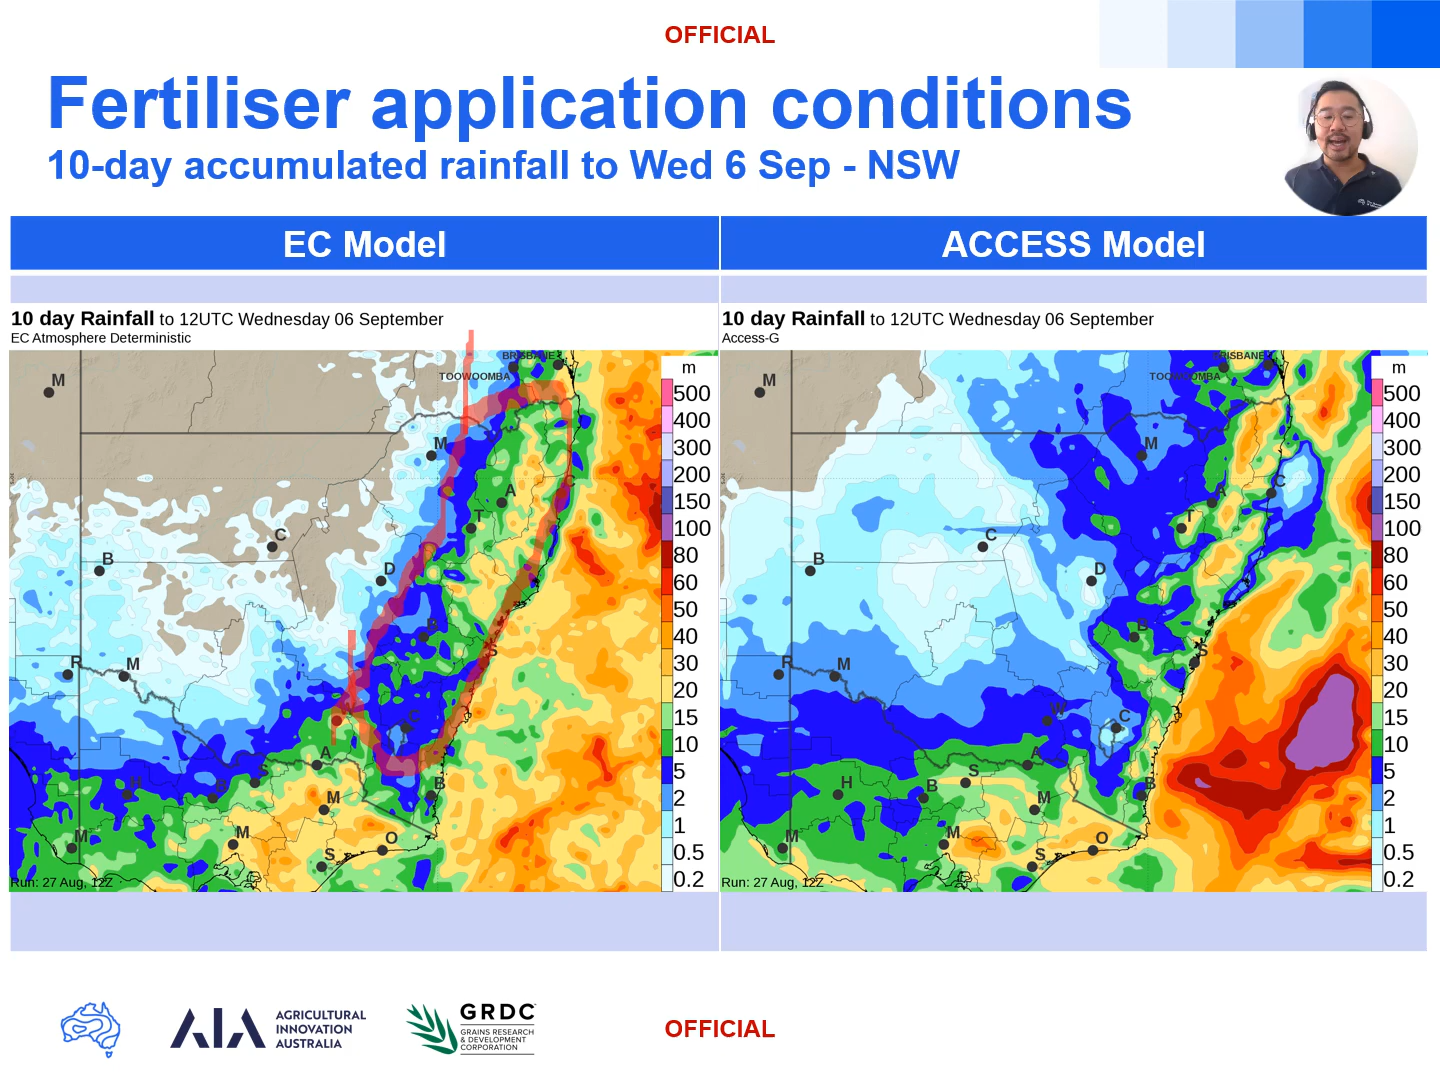 OFFICIAL
Fertiliser application conditions
10-day accumulated rainfall to Wed 6 Sep - NSW
EC Model
ACCESS Model
10 day Rainfall to 12UTC Wednesday 06 September
EC Atmosphere Deterministic
BRISBANE
TOOWOOMBA
M
M
A
T
C
C
B
D
R
M
S
C
A
S
H
B
M
B
M
M
O
S
Run: 27 Aug, 12Z
m
500
400
300
200
150
100
80
60
50
40
30
20
15
10
5
2
1
0.5
0.2
10 day Rainfall to 12UTC Wednesday 06 September
Access-G
BRISBANE
TOOWOOMBA
M
M
C
A
T
C
B
D
B
R
M
S
W
C
A
S
H
B
M
B
M
M
O
S
Run: 27 Aug, 12Z
m
500
400
300
200
150
100
80
60
50
40
30
20
15
10
5
2
1
0.5
0.2
AIA
AGRICULTURAL
INNOVATION
AUSTRALIA
GRDC
GRAINS RESEARCH
& DEVELOPMENT
CORPORATION
OFFICIAL